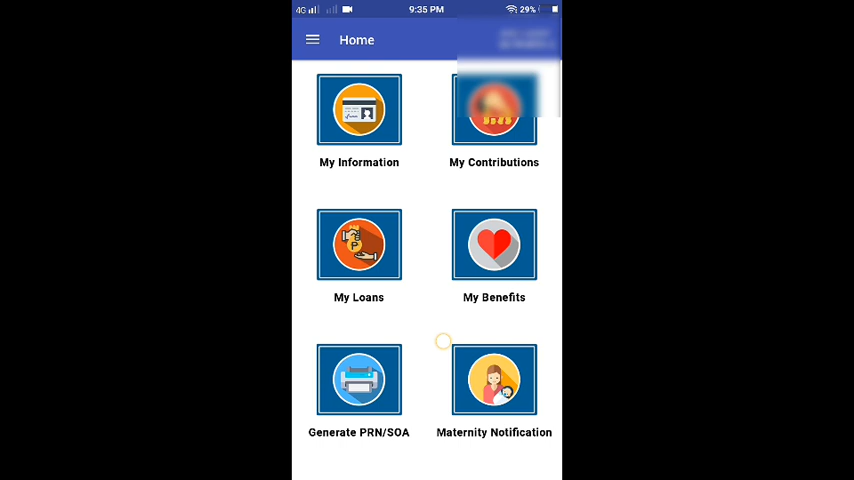 4G 9:35 PM 29%
Home
My Information My Contributions
My Loans My Benefits
Generate PRN/SOA Maternity Notification